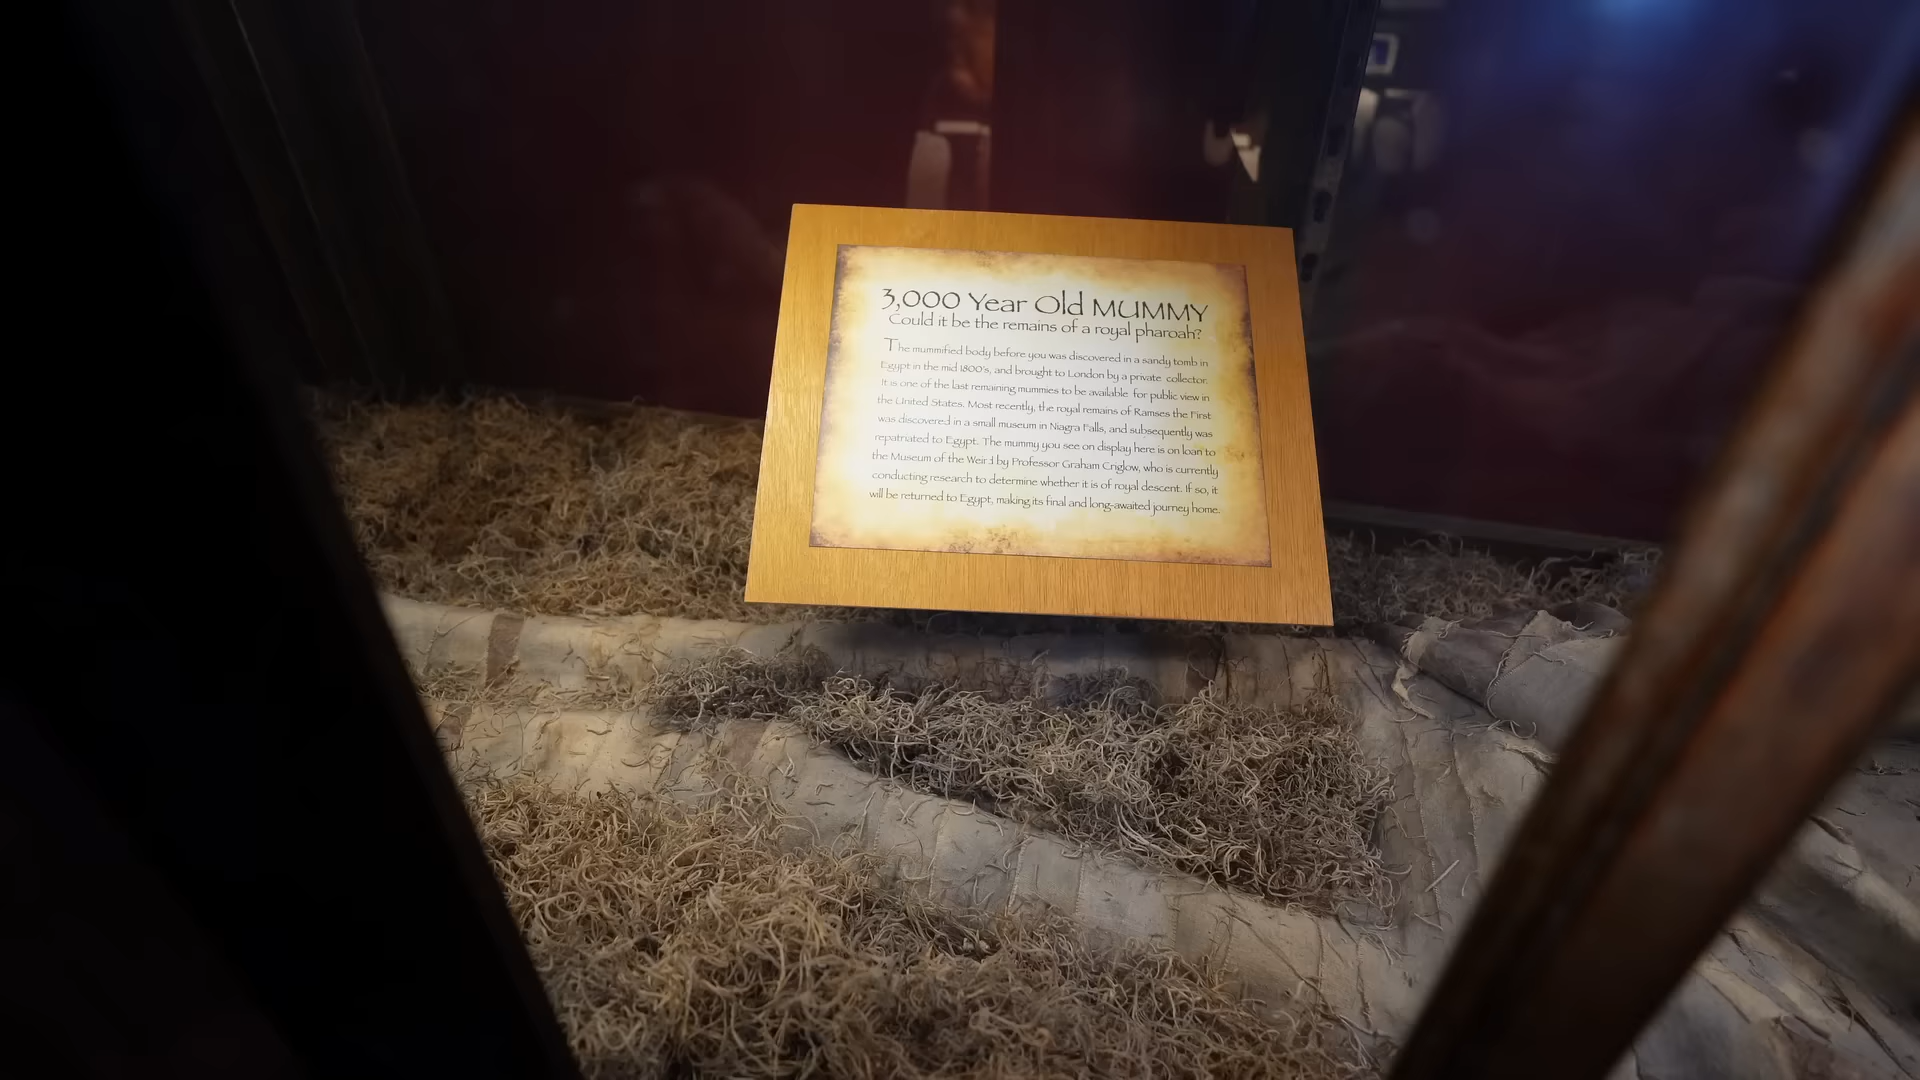 3,000 Year Old MUMMY
Could it be the remains of a royal pharoah?
The mummified body before you was discovered in a sandy tomb in
Egypt in the mid 1800's, and brought to London by a private collector.
It is one of the last remaining mummies to be available for public view in
the United States. Most recently, the royal remains of Ramses the First
was discovered in a small museum in Niagra Falls, and subsequently was
repatriated to Egypt. The mummy you see on display here is on loan to
the Museum of the Weird by Professor Graham Criglow, who is currently
conducting research to determine whether it is of royal descent. If so, it
will be returned to Egypt, making its final and long-awaited journey home.